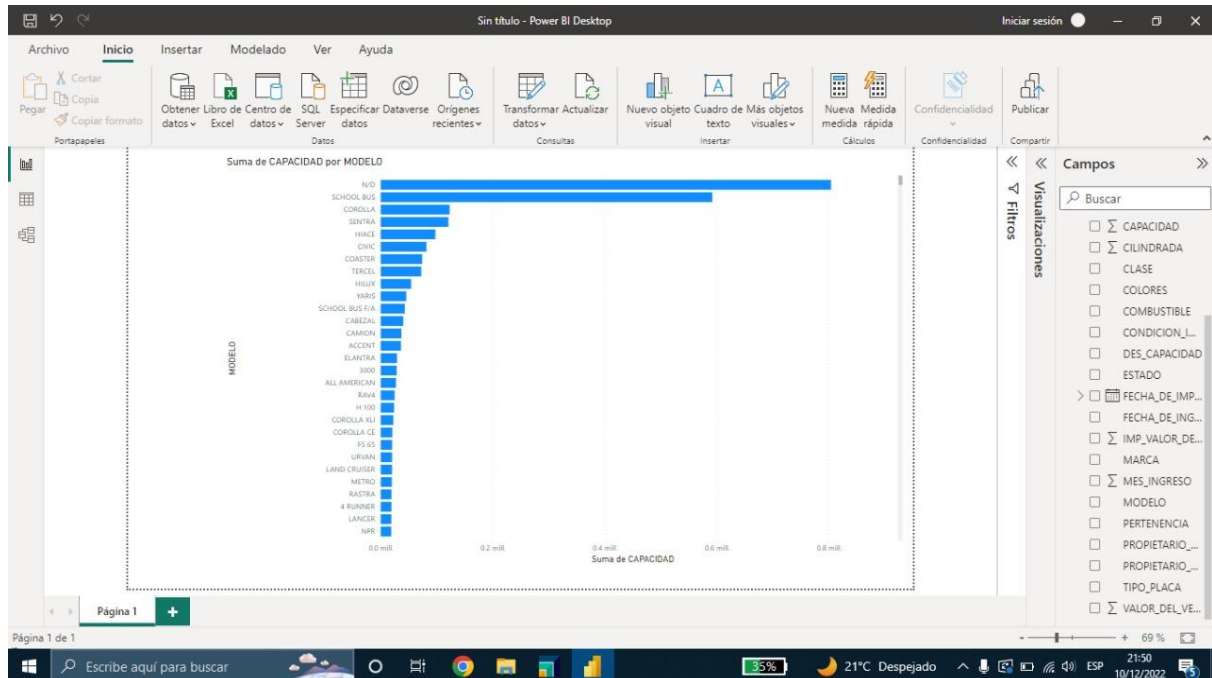 Sin título - Power BI Desktop
Iniciar sesión
Archivo Inicio Insertar Modelado Ver Ayuda
Pegar
Cortar
Copia
Copiar formato
Portapapeles
Obtener datos
Libro de Excel
Centro de datos
SQL Server
Especificar datos
Dataverse
Orígenes recientes
Datos
Transformar datos
Actualizar
Consultas
Nuevo objeto visual
Cuadro de texto
Más objetos visuales
Insertar
Nueva medida
Medida rápida
Cálculos
Confidencialidad
Confidencialidad
Publicar
Compartir
Suma de CAPACIDAD por MODELO
MODELO
N/D
SCHOOL BUS
COROLLA
SENTRA
HIACE
CIVIC
COASTER
TERCEL
HILUX
YARIS
SCHOOL BUS F/A
CABEZAL
CAMION
ACCENT
ELANTRA
3000
ALL AMERICAN
RAV4
H 100
COROLLA XLI
COROLLA CE
FS 65
URVAN
LAND CRUISER
METRO
RASTRA
4 RUNNER
LANCER
NPR
0.0 mill. 0.2 mill. 0.4 mill. 0.6 mill. 0.8 mill.
Suma de CAPACIDAD
Filtros
Visualizaciones
Campos
Buscar
CAPACIDAD
CILINDRADA
CLASE
COLORES
COMBUSTIBLE
CONDICION_I...
DES_CAPACIDAD
ESTADO
FECHA_DE_IMP...
FECHA_DE_ING...
IMP_VALOR_DE...
MARCA
MES_INGRESO
MODELO
PERTENENCIA
PROPIETARIO_...
PROPIETARIO_...
TIPO_PLACA
VALOR_DEL_VE...
Página 1
Página 1 de 1
69 %
Escribe aquí para buscar
35%
21°C Despejado
ESP
21:50
10/12/2022
5